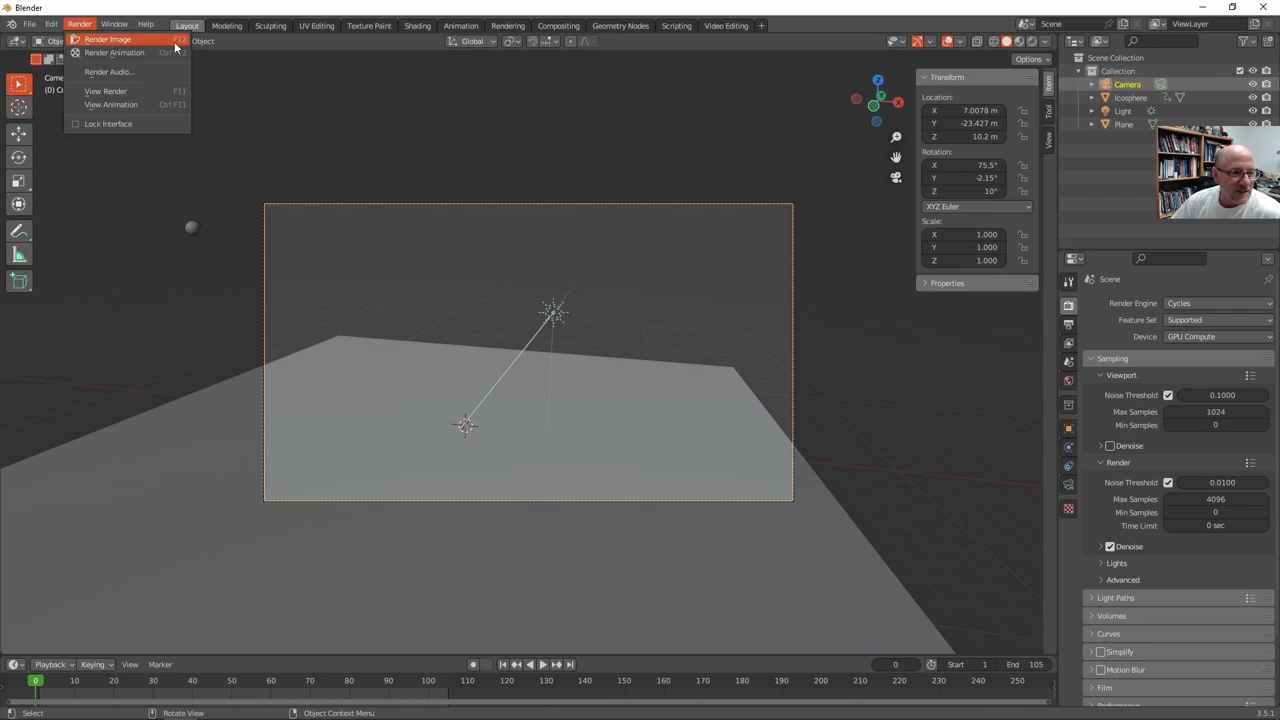 Blender
File Edit Render Window Help Layout Modeling Sculpting UV Editing Texture Paint Shading Animation Rendering Compositing Geometry Nodes Scripting Video Editing + Scene ViewLayer
Object Global Options
Render Image F12
Render Animation
Render Audio...
View Render F11
View Animation Ctrl F11
Lock Interface
Transform
Location:
X 7.0078 m
Y -23.427 m
Z 10.2 m
Rotation:
X 75.5°
Y -2.15°
Z 10°
XYZ Euler
Scale:
X 1.000
Y 1.000
Z 1.000
Properties
Item
Tool
View
Scene Collection
Collection
Camera
Icosphere
Light
Plane
Scene
Render Engine Cycles
Feature Set Supported
Device GPU Compute
Sampling
Viewport
Noise Threshold 0.1000
Max Samples 1024
Min Samples 0
Denoise
Render
Noise Threshold 0.0100
Max Samples 4096
Min Samples 0
Time Limit 0 sec
Denoise
Lights
Advanced
Light Paths
Volumes
Curves
Simplify
Motion Blur
Film
Playback Keying View Marker 0 Start 1 End 105
0 10 20 30 40 50 60 70 80 90 100 110 120 130 140 150 160 170 180 190 200 210 220 230 240 250
Select Rotate View Object Context Menu 3.5.1